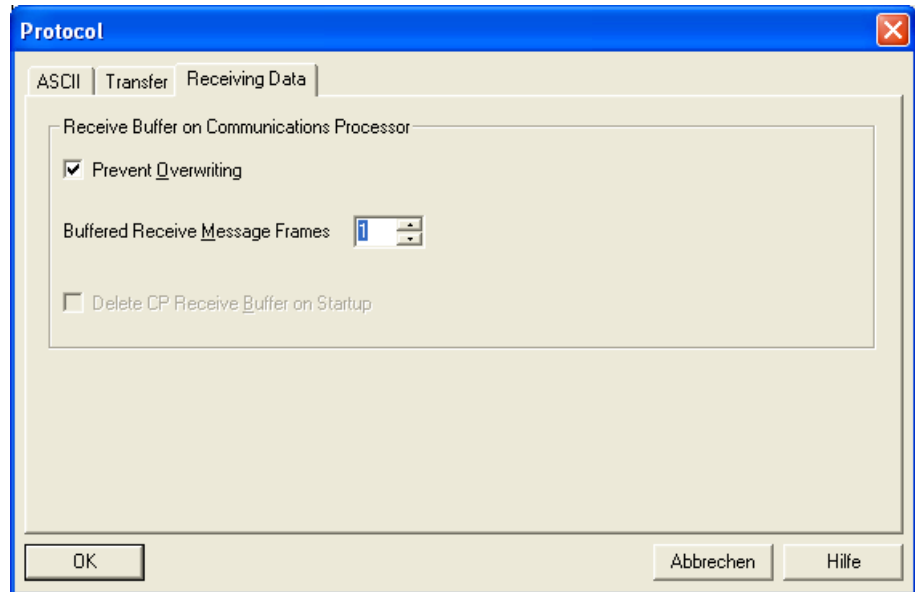 Protocol
ASCII Transfer Receiving Data
Receive Buffer on Communications Processor
Prevent Overwriting
Buffered Receive Message Frames 1
Delete CP Receive Buffer on Startup
OK Abbrechen Hilfe